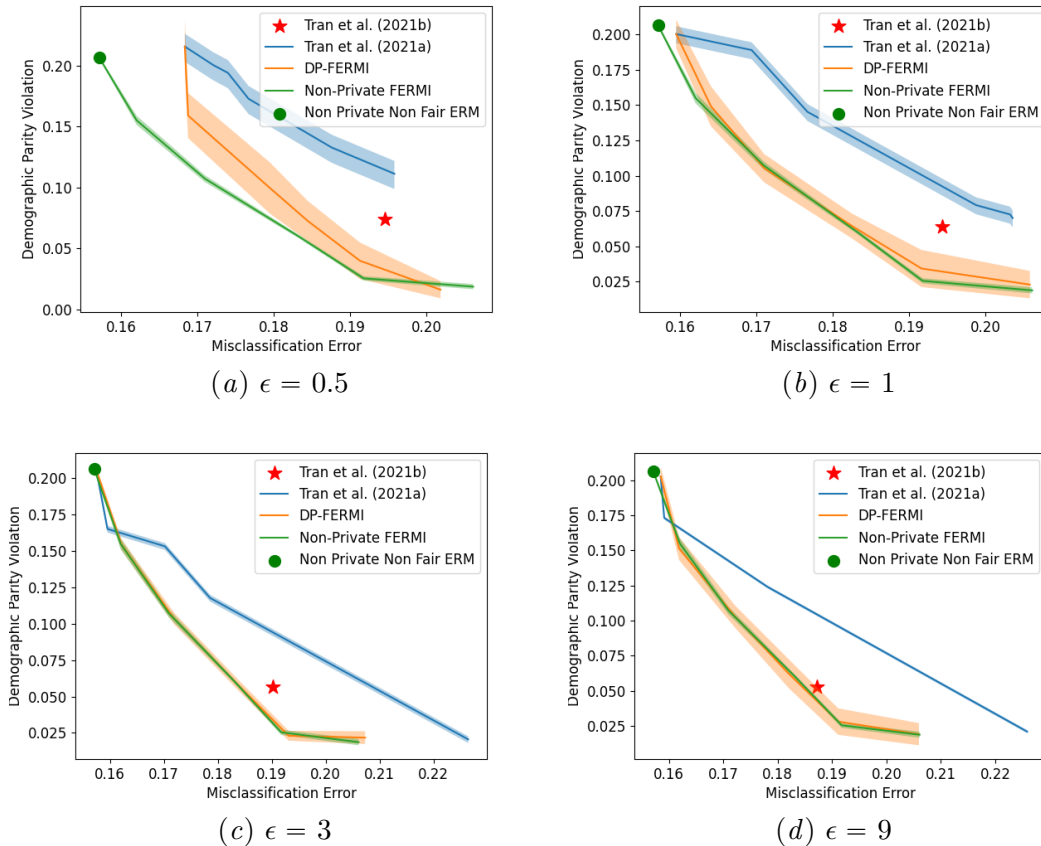 Tran et al. (2021b)
Tran et al. (2021a)
DP-FERMI
Non-Private FERMI
Non Private Non Fair ERM
Demographic Parity Violation
0.20
0.15
0.10
0.05
0.00
0.16 0.17 0.18 0.19 0.20
Misclassification Error
(a) ϵ = 0.5
Tran et al. (2021b)
Tran et al. (2021a)
DP-FERMI
Non-Private FERMI
Non Private Non Fair ERM
Demographic Parity Violation
0.200
0.175
0.150
0.125
0.100
0.075
0.050
0.025
0.16 0.17 0.18 0.19 0.20
Misclassification Error
(b) ϵ = 1
Tran et al. (2021b)
Tran et al. (2021a)
DP-FERMI
Non-Private FERMI
Non Private Non Fair ERM
Demographic Parity Violation
0.200
0.175
0.150
0.125
0.100
0.075
0.050
0.025
0.16 0.17 0.18 0.19 0.20 0.21 0.22
Misclassification Error
(c) ϵ = 3
Tran et al. (2021b)
Tran et al. (2021a)
DP-FERMI
Non-Private FERMI
Non Private Non Fair ERM
Demographic Parity Violation
0.200
0.175
0.150
0.125
0.100
0.075
0.050
0.025
0.16 0.17 0.18 0.19 0.20 0.21 0.22
Misclassification Error
(d) ϵ = 9